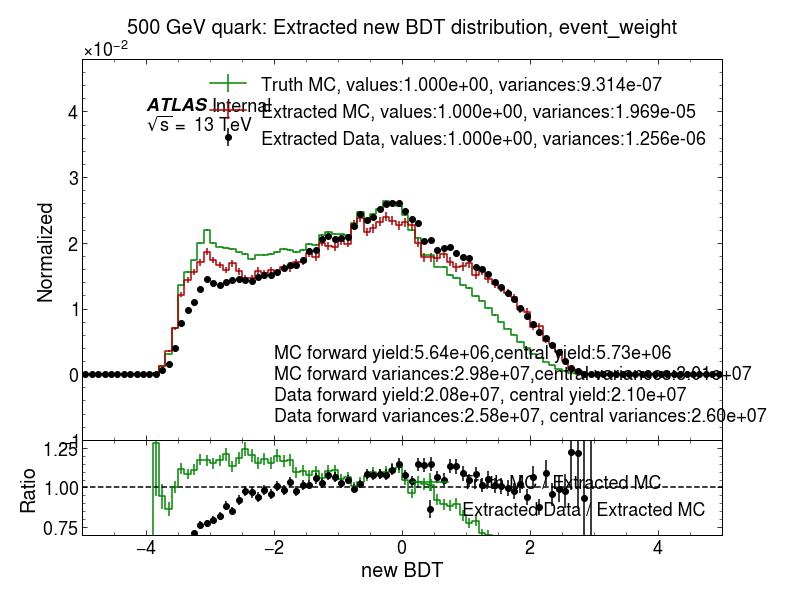 500 GeV quark: Extracted new BDT distribution, event_weight
×10⁻²
Truth MC, values:1.000e+00, variances:9.314e-07
ATLAS Internal
Extracted MC, values:1.000e+00, variances:1.969e-05
√s = 13 TeV
Extracted Data, values:1.000e+00, variances:1.256e-06
4
3
2
1
0
Normalized
MC forward yield:5.64e+06,central yield:5.73e+06
MC forward variances:2.98e+07,central variances:3.01e+07
Data forward yield:2.08e+07, central yield:2.10e+07
Data forward variances:2.58e+07, central variances:2.60e+07
1.25
1.00
0.75
Ratio
Truth MC / Extracted MC
Extracted Data / Extracted MC
−4 −2 0 2 4
new BDT